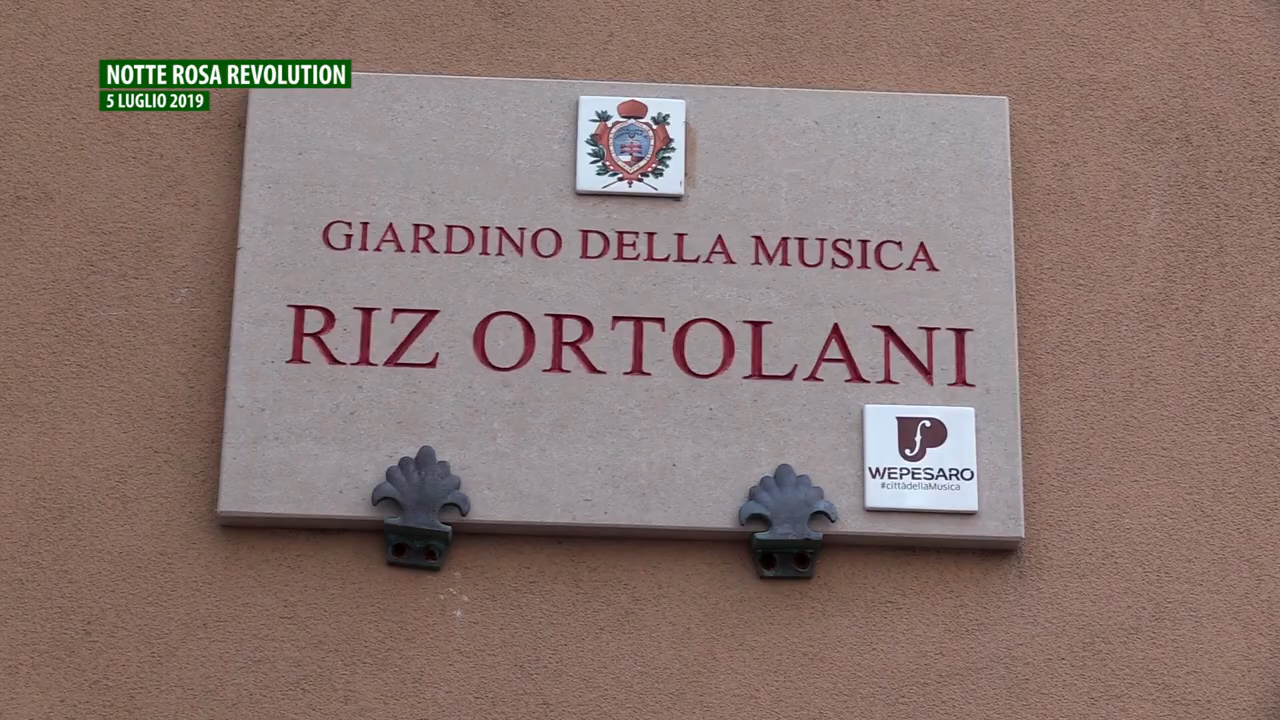 NOTTE ROSA REVOLUTION
5 LUGLIO 2019
GIARDINO DELLA MUSICA
RIZ ORTOLANI
WEPESARO
#cittàdellaMusica